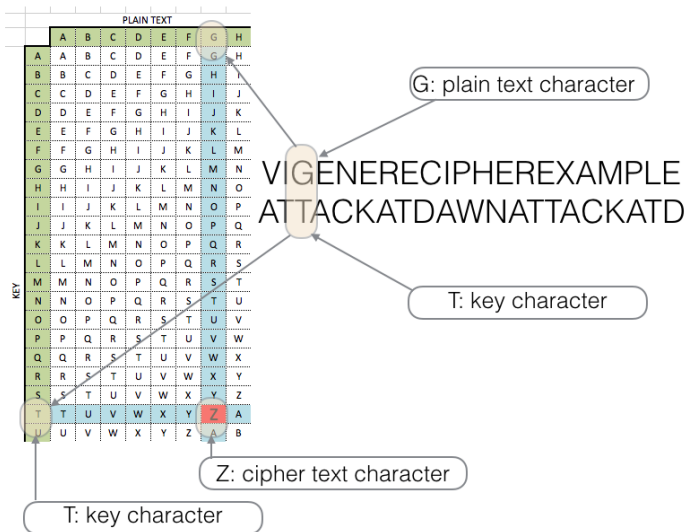 PLAIN TEXT
A B C D E F G H
A A B C D E F G H
B B C D E F G H I
C C D E F G H I J
D D E F G H I J K
E E F G H I J K L
F F G H I J K L M
G G H I J K L M N
H H I J K L M N O
I I J K L M N O P
J J K L M N O P Q
K K L M N O P Q R
L L M N O P Q R S
M M N O P Q R S T
N N O P Q R S T U
O O P Q R S T U V
P P Q R S T U V W
Q Q R S T U V W X
R R S T U V W X Y
S S T U V W X Y Z
T T U V W X Y Z A
U U V W X Y Z A B
KEY
G: plain text character
VIGENERECIPHEREXAMPLE
ATTACKATDAWNATTACKATD
T: key character
Z: cipher text character
T: key character